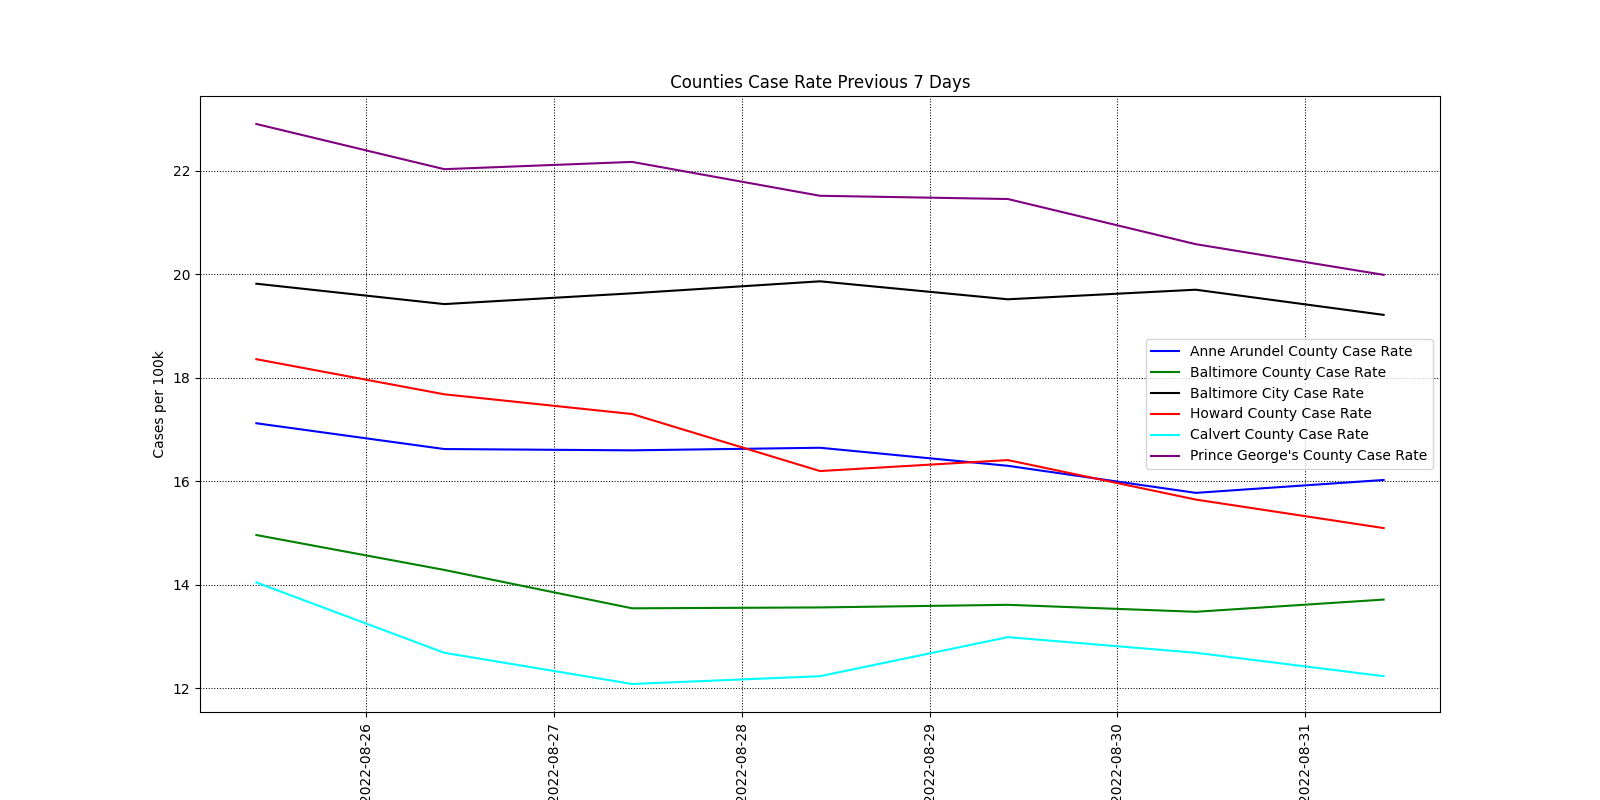 Counties Case Rate Previous 7 Days
Cases per 100k
22
20
18
16
14
12
Anne Arundel County Case Rate
Baltimore County Case Rate
Baltimore City Case Rate
Howard County Case Rate
Calvert County Case Rate
Prince George's County Case Rate
2022-08-26
2022-08-27
2022-08-28
2022-08-29
2022-08-30
2022-08-31